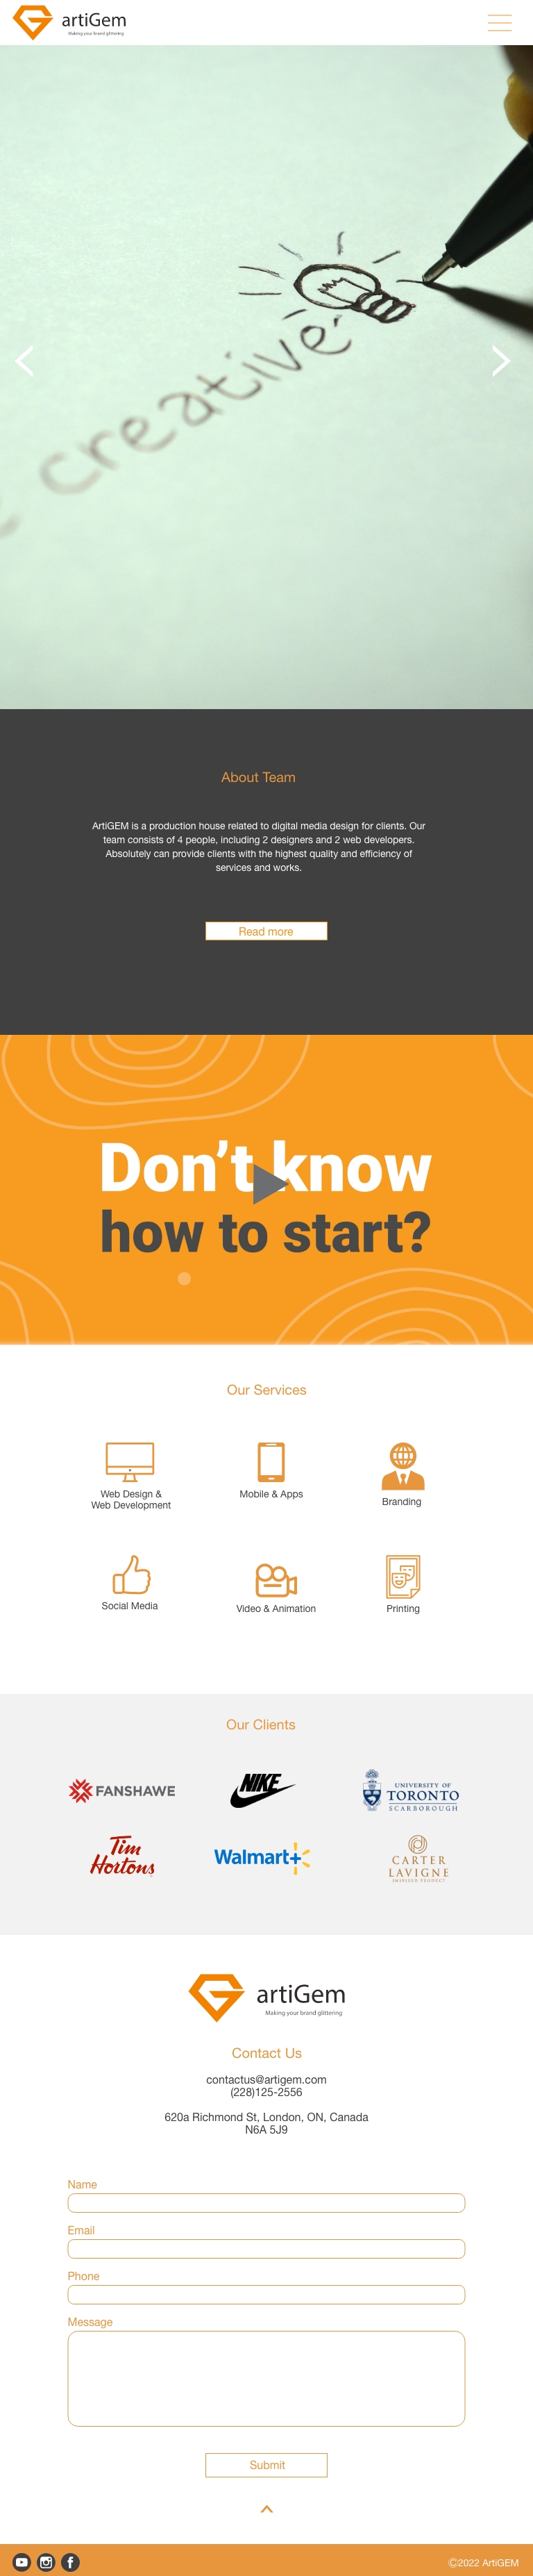 artiGem
Making your brand glittering
creative
About Team
ArtiGEM is a production house related to digital media design for clients. Our
team consists of 4 people, including 2 designers and 2 web developers.
Absolutely can provide clients with the highest quality and efficiency of
services and works.
Read more
Don't know
how to start?
Our Services
Web Design &
Web Development
Mobile & Apps
Branding
Social Media
Video & Animation
Printing
Our Clients
FANSHAWE
NIKE
UNIVERSITY OF
TORONTO
SCARBOROUGH
Tim
Hortons
Walmart+
CARTER
LAVIGNE
INSPIRED PRODUCT
artiGem
Making your brand glittering
Contact Us
contactus@artigem.com
(228)125-2556
620a Richmond St, London, ON, Canada
N6A 5J9
Name
Email
Phone
Message
Submit
©2022 ArtiGEM